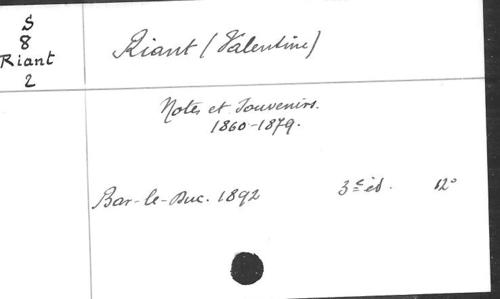 S
8
Riant
2
Riant (Valentine)
Notes et Souvenirs.
1860-1879.
Bar-le-Duc. 1892 3e éd. 12°